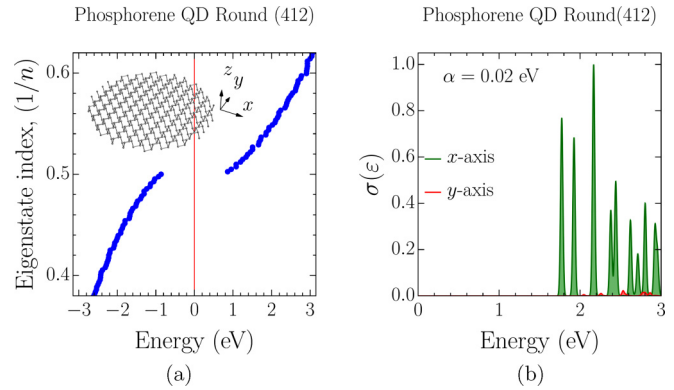 Phosphorene QD Round (412)
Eigenstate index, (1/n)
0.6
0.5
0.4
z
y
x
−3 −2 −1 0 1 2 3
Energy (eV)
(a)
Phosphorene QD Round(412)
σ(ε)
1.0
0.8
0.6
0.4
0.2
0.0
α = 0.02 eV
x-axis
y-axis
0 1 2 3
Energy (eV)
(b)